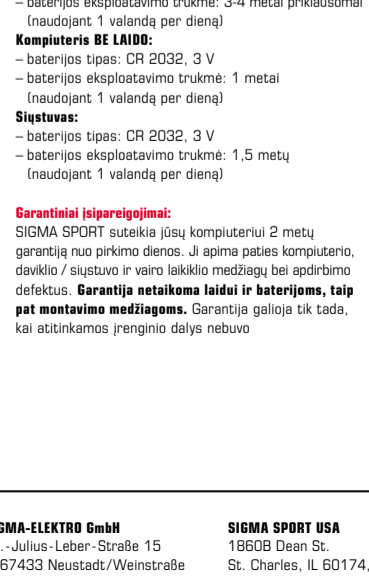 – baterijos eksploatavimo trukmė: 3-4 metai priklausomai
(naudojant 1 valandą per dieną)
Kompiuteris BE LAIDO:
– baterijos tipas: CR 2032, 3 V
– baterijos eksploatavimo trukmė: 1 metai
(naudojant 1 valandą per dieną)
Siųstuvas:
– baterijos tipas: CR 2032, 3 V
– baterijos eksploatavimo trukmė: 1,5 metų
(naudojant 1 valandą per dieną)
Garantiniai įsipareigojimai:
SIGMA SPORT suteikia jūsų kompiuteriui 2 metų
garantiją nuo pirkimo dienos. Ji apima paties kompiuterio,
daviklio / siųstuvo ir vairo laikiklio medžiagų bei apdirbimo
defektus. Garantija netaikoma laidui ir baterijoms, taip
pat montavimo medžiagoms. Garantija galioja tik tada,
kai atitinkamos įrenginio dalys nebuvo
GMA-ELEKTRO GmbH
.-Julius-Leber-Straße 15
67433 Neustadt/Weinstraße
SIGMA SPORT USA
1860B Dean St.
St. Charles, IL 60174,